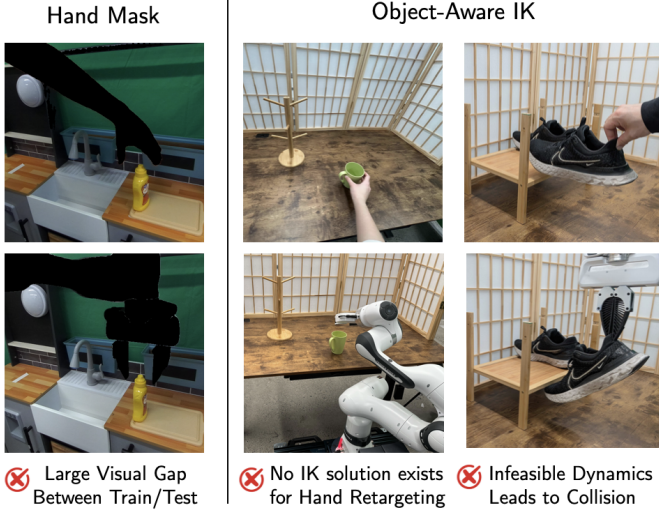 Hand Mask
Object-Aware IK
Large Visual Gap
Between Train/Test
No IK solution exists
for Hand Retargeting
Infeasible Dynamics
Leads to Collision